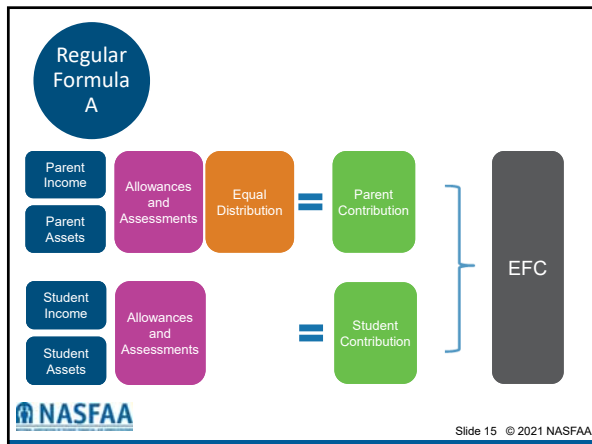 Regular
Formula
A
Parent
Income
Parent
Assets
Allowances
and
Assessments
Equal
Distribution
=
Parent
Contribution
Student
Income
Student
Assets
Allowances
and
Assessments
=
Student
Contribution
EFC
NASFAA
Slide 15 © 2021 NASFAA